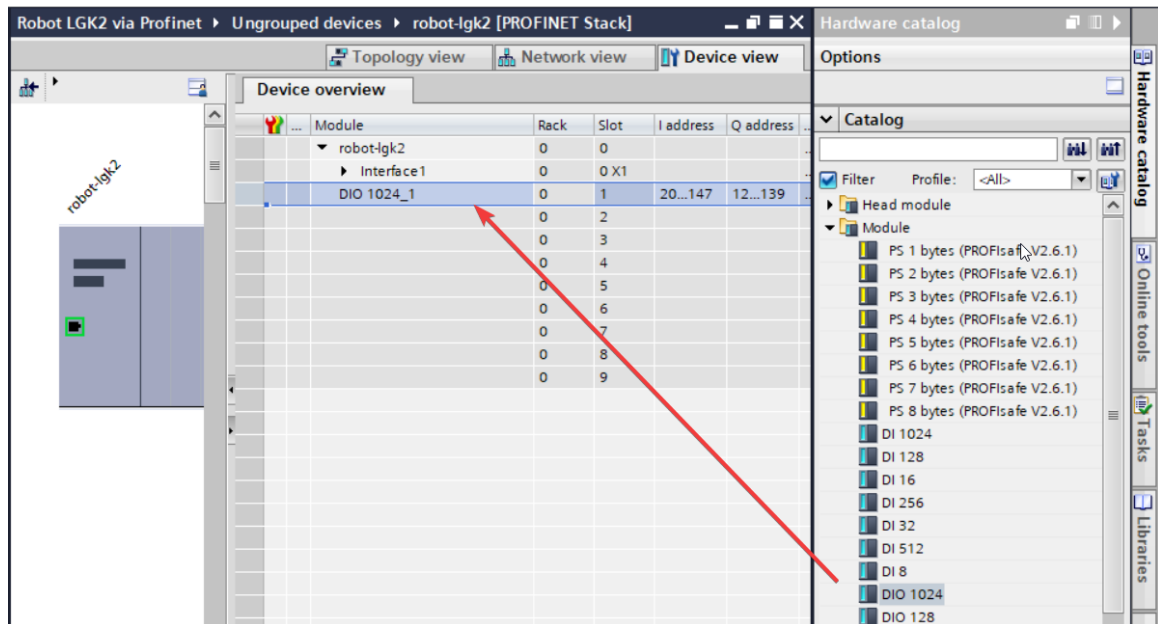 Robot LGK2 via Profinet ▸ Ungrouped devices ▸ robot-lgk2 [PROFINET Stack]
Topology view Network view Device view
Device overview
... Module Rack Slot I address Q address ...
robot-lgk2 0 0 ...
Interface1 0 0 X1 ...
DIO 1024_1 0 1 20...147 12...139 ...
0 2
0 3
0 4
0 5
0 6
0 7
0 8
0 9
robot-lgk2
Hardware catalog
Options
Catalog
Filter Profile: <All>
Head module
Module
PS 1 bytes (PROFIsafe V2.6.1)
PS 2 bytes (PROFIsafe V2.6.1)
PS 3 bytes (PROFIsafe V2.6.1)
PS 4 bytes (PROFIsafe V2.6.1)
PS 5 bytes (PROFIsafe V2.6.1)
PS 6 bytes (PROFIsafe V2.6.1)
PS 7 bytes (PROFIsafe V2.6.1)
PS 8 bytes (PROFIsafe V2.6.1)
DI 1024
DI 128
DI 16
DI 256
DI 32
DI 512
DI 8
DIO 1024
DIO 128
Hardware catalog
Online tools
Tasks
Libraries